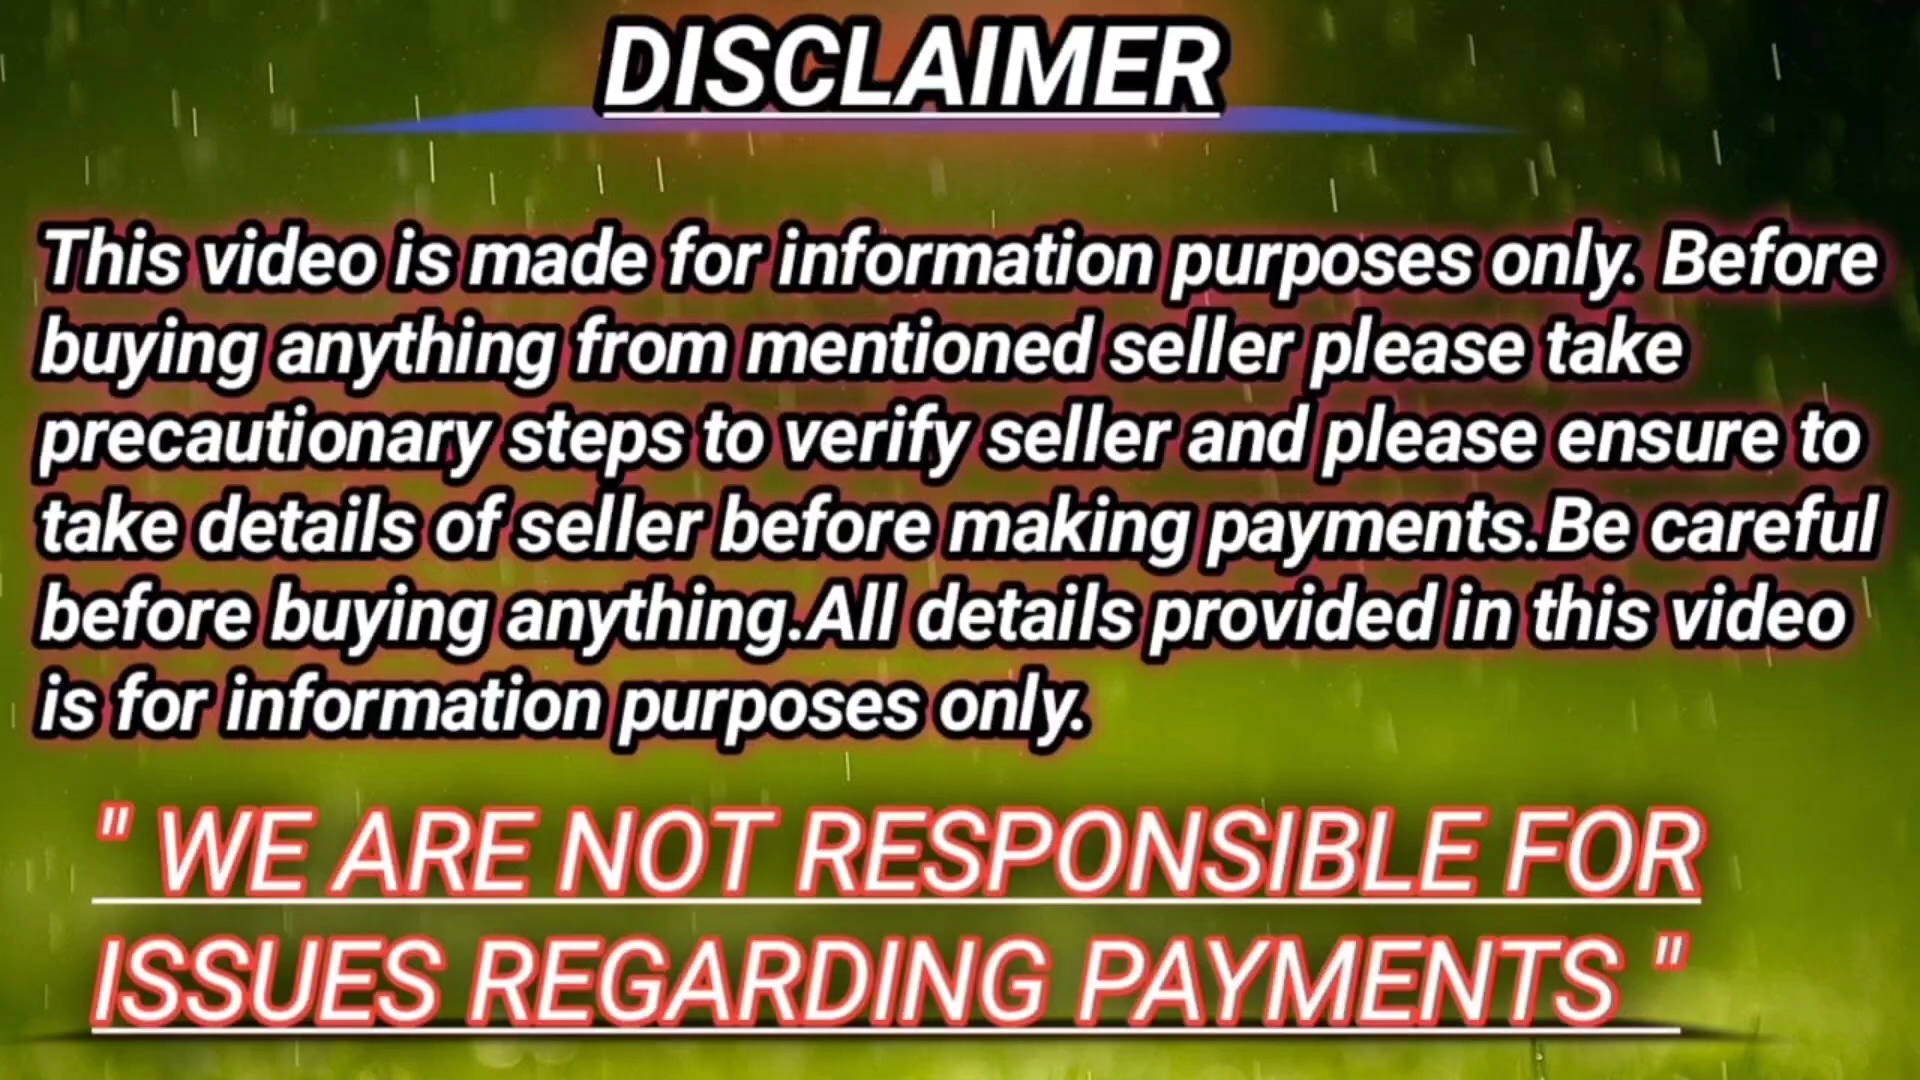 DISCLAIMER
This video is made for information purposes only. Before
buying anything from mentioned seller please take
precautionary steps to verify seller and please ensure to
take details of seller before making payments.Be careful
before buying anything.All details provided in this video
is for information purposes only.
" WE ARE NOT RESPONSIBLE FOR
ISSUES REGARDING PAYMENTS "